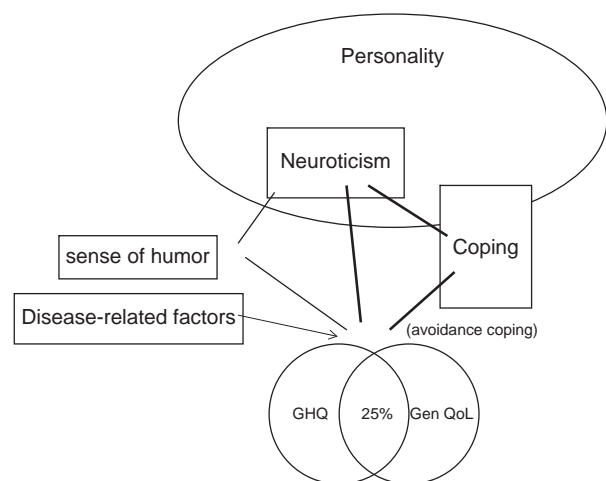 Personality
Neuroticism
Coping
sense of humor
Disease-related factors
(avoidance coping)
GHQ
25%
Gen QoL